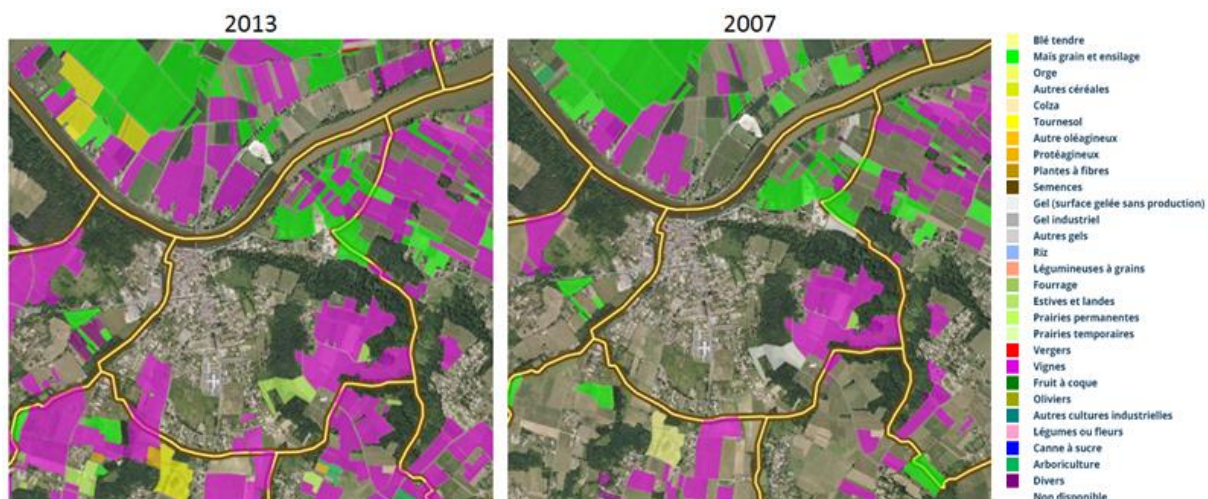 2013
2007
Blé tendre
Maïs grain et ensilage
Orge
Autres céréales
Colza
Tournesol
Autre oléagineux
Protéagineux
Plantes à fibres
Semences
Gel (surface gelée sans production)
Gel industriel
Autres gels
Riz
Légumineuses à grains
Fourrage
Estives et landes
Prairies permanentes
Prairies temporaires
Vergers
Vignes
Fruit à coque
Oliviers
Autres cultures industrielles
Légumes ou fleurs
Canne à sucre
Arboriculture
Divers
Non disponible